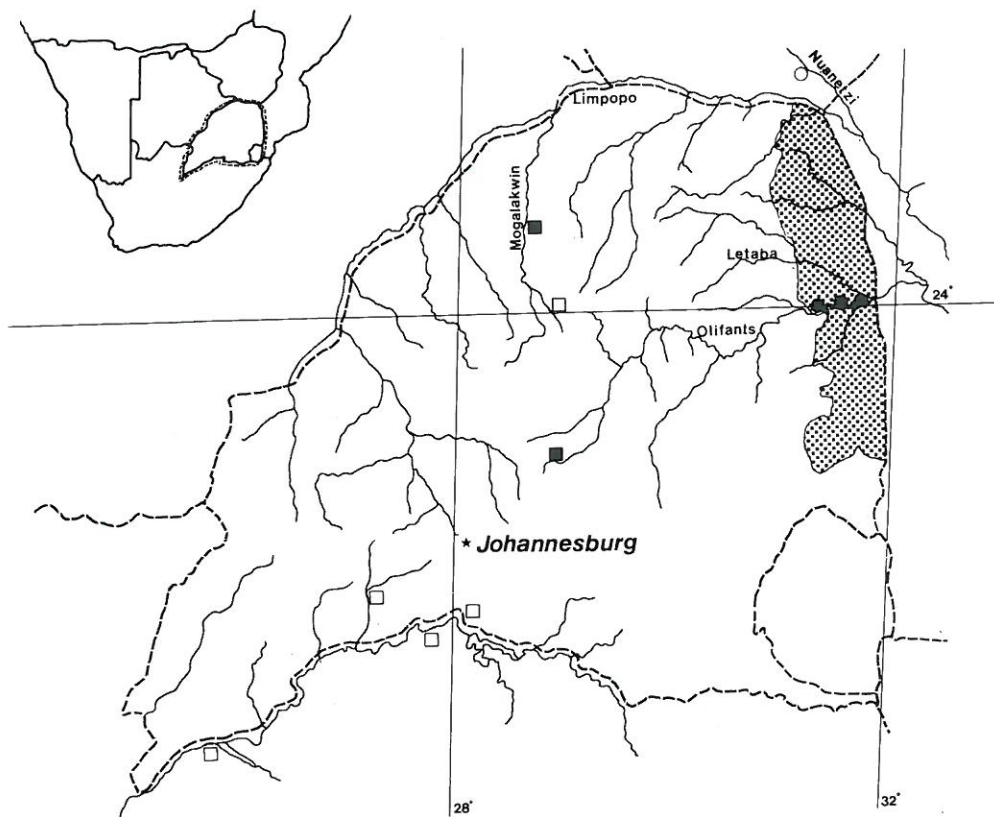 Nuanetzi
Limpopo
Mogalakwin
Letaba
24°
Olifants
Johannesburg
28°
32°